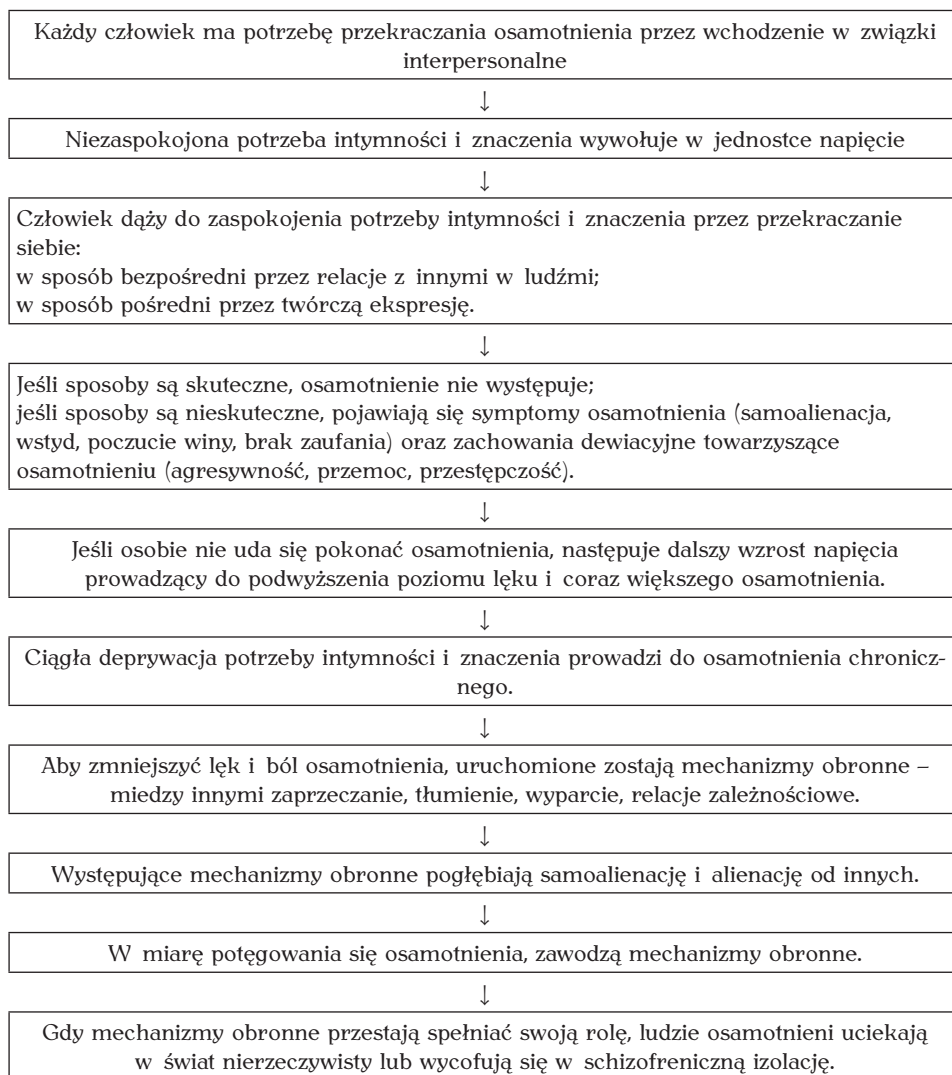 Każdy człowiek ma potrzebę przekraczania osamotnienia przez wchodzenie w związki
interpersonalne
↓
Niezaspokojona potrzeba intymności i znaczenia wywołuje w jednostce napięcie
↓
Człowiek dąży do zaspokojenia potrzeby intymności i znaczenia przez przekraczanie
siebie:
w sposób bezpośredni przez relacje z innymi w ludźmi;
w sposób pośredni przez twórczą ekspresję.
↓
Jeśli sposoby są skuteczne, osamotnienie nie występuje;
jeśli sposoby są nieskuteczne, pojawiają się symptomy osamotnienia (samoalienacja,
wstyd, poczucie winy, brak zaufania) oraz zachowania dewiacyjne towarzyszące
osamotnieniu (agresywność, przemoc, przestępczość).
↓
Jeśli osobie nie uda się pokonać osamotnienia, następuje dalszy wzrost napięcia
prowadzący do podwyższenia poziomu lęku i coraz większego osamotnienia.
↓
Ciągła deprywacja potrzeby intymności i znaczenia prowadzi do osamotnienia chronicz-
nego.
↓
Aby zmniejszyć lęk i ból osamotnienia, uruchomione zostają mechanizmy obronne –
miedzy innymi zaprzeczanie, tłumienie, wyparcie, relacje zależnościowe.
↓
Występujące mechanizmy obronne pogłębiają samoalienację i alienację od innych.
↓
W miarę potęgowania się osamotnienia, zawodzą mechanizmy obronne.
↓
Gdy mechanizmy obronne przestają spełniać swoją rolę, ludzie osamotnieni uciekają
w świat nierzeczywisty lub wycofują się w schizofreniczną izolację.